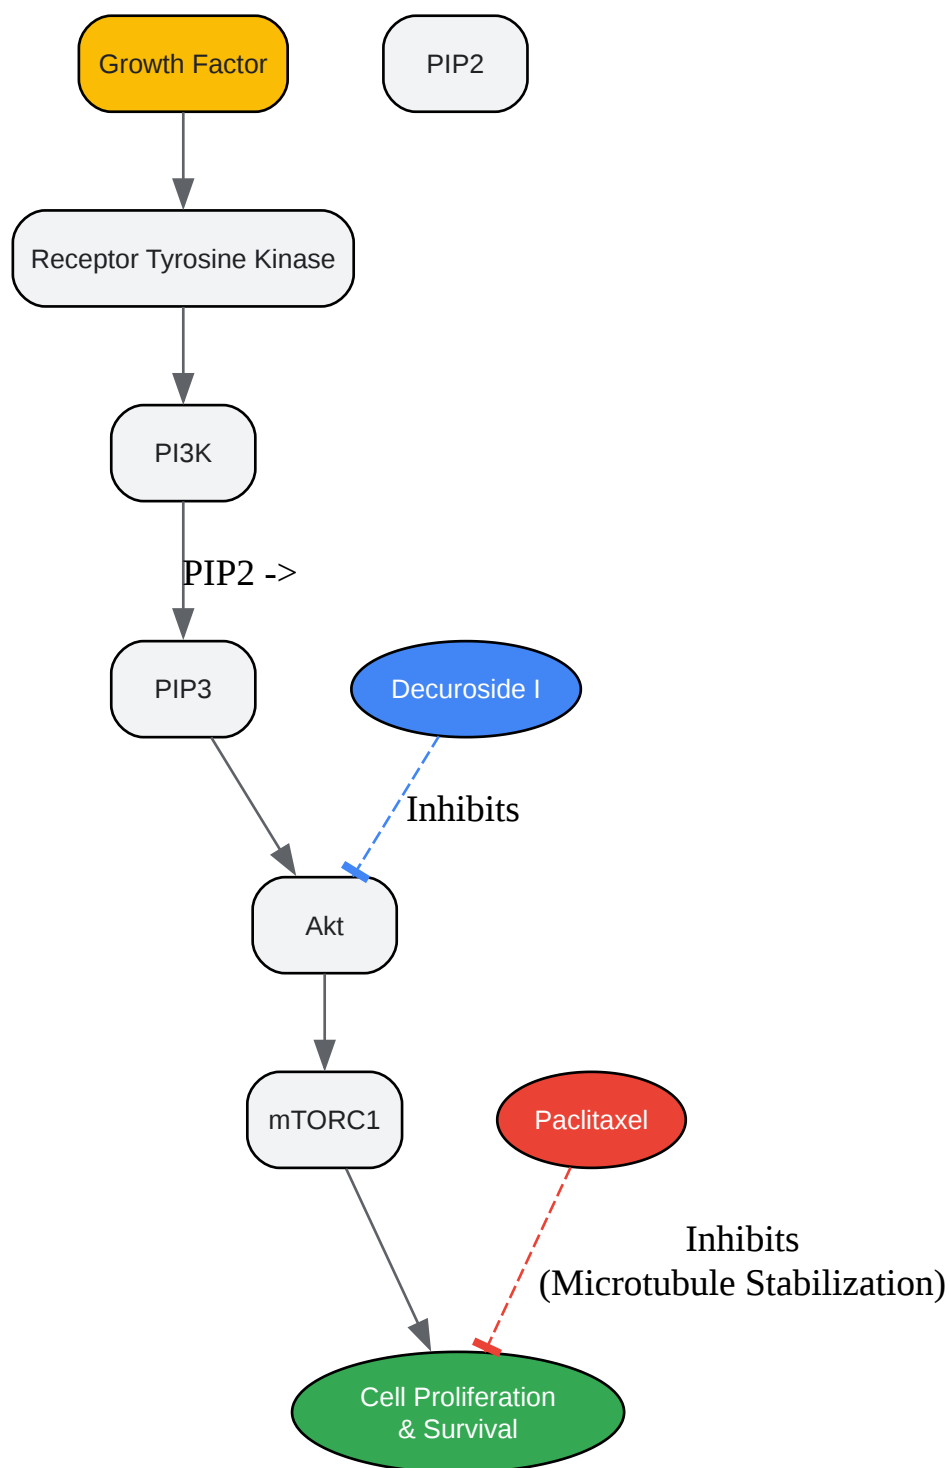 Growth Factor
PIP2
Receptor Tyrosine Kinase
PI3K
PIP2 ->
PIP3
Decuroside I
Inhibits
Akt
mTORC1
Paclitaxel
Inhibits
(Microtubule Stabilization)
Cell Proliferation
& Survival